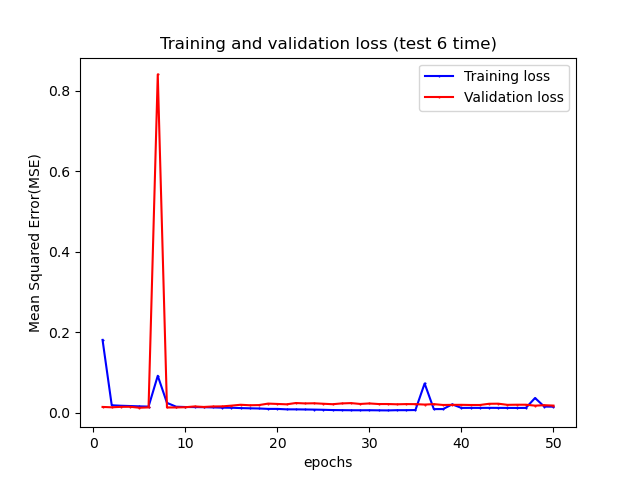 Training and validation loss (test 6 time)
Training loss
Validation loss
Mean Squared Error(MSE)
0.8
0.6
0.4
0.2
0.0
0 10 20 30 40 50
epochs